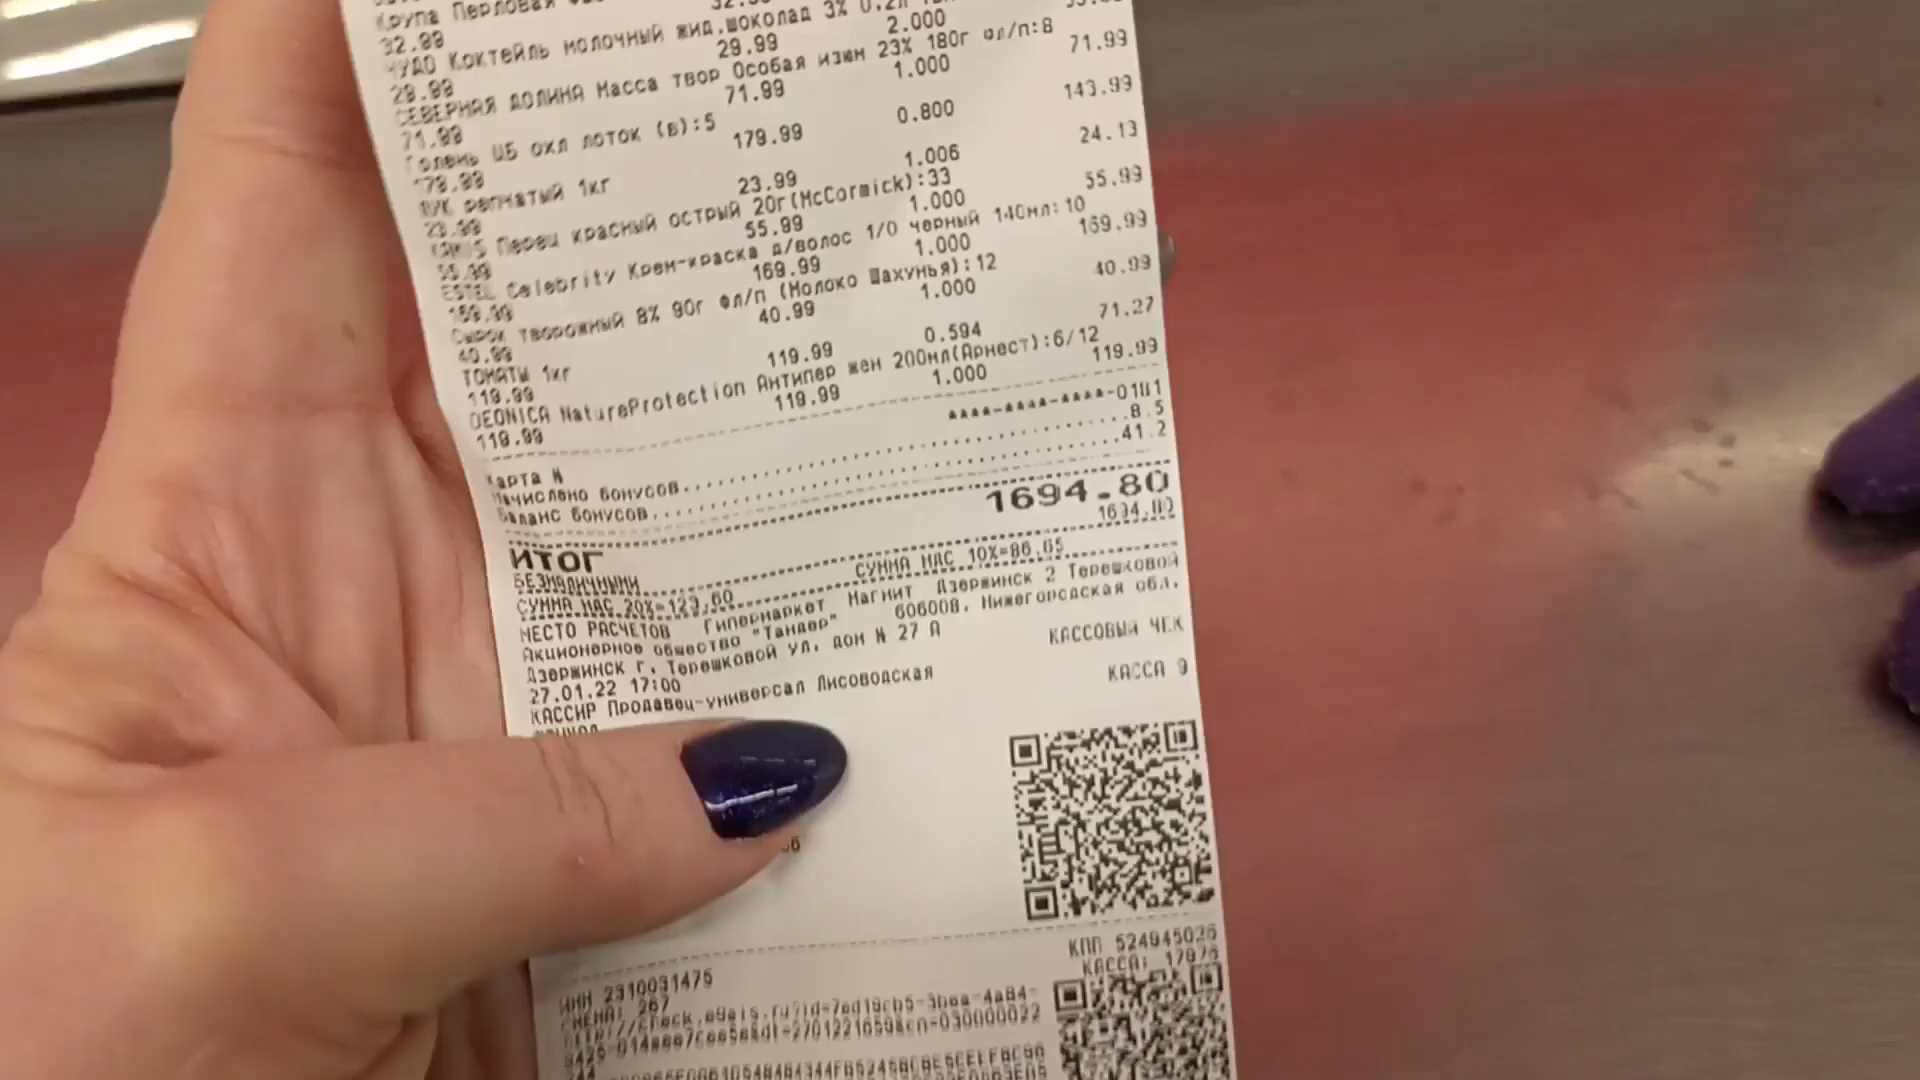 Крупа Перловая
32.99
ЧУДО Коктейль молочный жид.шоколад 3% 0.2л
29.99 29.99 2.000
СЕВЕРНАЯ ДОЛИНА Масса твор Особая изюм 23% 180г фл/п:8
71.99 71.99 1.000 71.99
Голень ЦБ охл лоток (в):5
179.99 179.99 0.800 143.99
ЛУК репчатый 1кг
23.99 23.99 1.006 24.13
KAMIS Перец красный острый 20г(McCormick):33
55.99 55.99 1.000 55.99
ESTEL Celebrity Крем-краска д/волос 1/0 черный 140мл:10
169.99 169.99 1.000 169.99
Сырок творожный 8% 90г фл/п (Молоко Шахунья):12
40.99 40.99 1.000 40.99
ТОМАТЫ 1кг
119.99 119.99 0.594 71.27
DEONICA NatureProtection Антипер жен 200мл(Арнест):6/12
119.99 119.99 1.000 119.99
Карта N ****-****-****-0181
Начислено бонусов 8.5
Баланс бонусов 41.2
ИТОГ 1694.80
БЕЗНАЛИЧНЫМИ 1694.80
СУММА НДС 20%=123.60 СУММА НДС 10%=86.65
МЕСТО РАСЧЕТОВ Гипермаркет Магнит Дзержинск 2 Терешковой
Акционерное общество "Тандер" 606008, Нижегородская обл,
Дзержинск г, Терешковой ул, дом N 27 А
27.01.22 17:00 КАССОВЫЙ ЧЕК
КАССИР Продавец-универсал Лисоводская КАССА 9
ИНН 2310031475 КПП 524945026
СМЕНА: 267 КАССА: